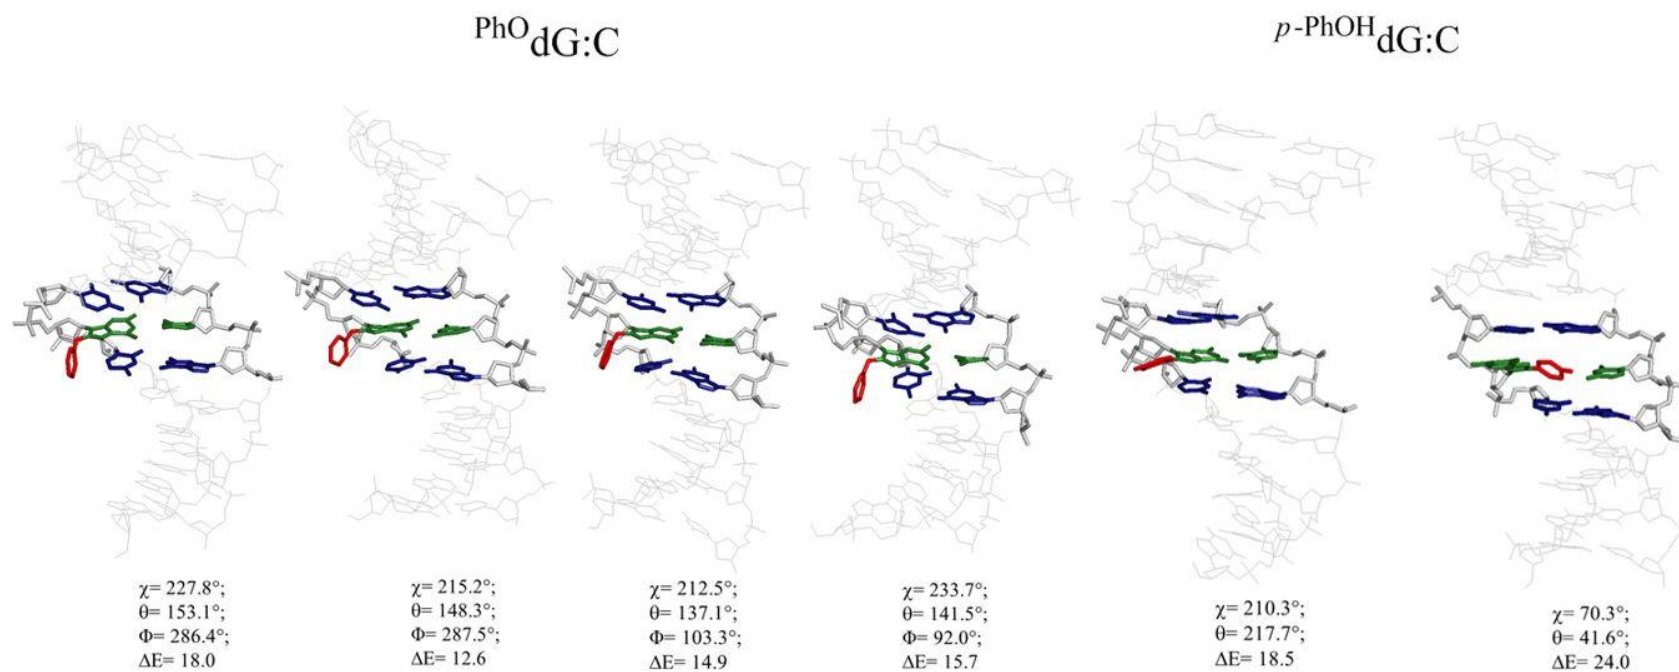 PhOdG:C
p-PhOHdG:C
χ= 227.8°;
θ= 153.1°;
Φ= 286.4°;
ΔE= 18.0
χ= 215.2°;
θ= 148.3°;
Φ= 287.5°;
ΔE= 12.6
χ= 212.5°;
θ= 137.1°;
Φ= 103.3°;
ΔE= 14.9
χ= 233.7°;
θ= 141.5°;
Φ= 92.0°;
ΔE= 15.7
χ= 210.3°;
θ= 217.7°;
ΔE= 18.5
χ= 70.3°;
θ= 41.6°;
ΔE= 24.0